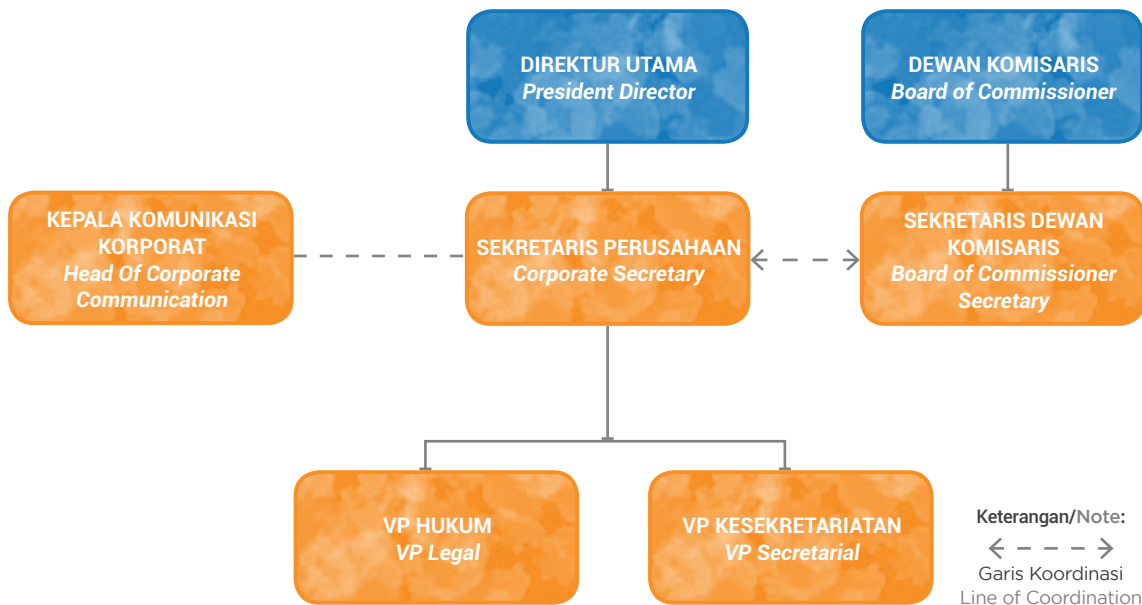 DIREKTUR UTAMA
President Director
DEWAN KOMISARIS
Board of Commissioner
KEPALA KOMUNIKASI
KORPORAT
Head Of Corporate
Communication
SEKRETARIS PERUSAHAAN
Corporate Secretary
SEKRETARIS DEWAN
KOMISARIS
Board of Commissioner
Secretary
VP HUKUM
VP Legal
VP KESEKRETARIATAN
VP Secretarial
Keterangan/Note:
Garis Koordinasi
Line of Coordination